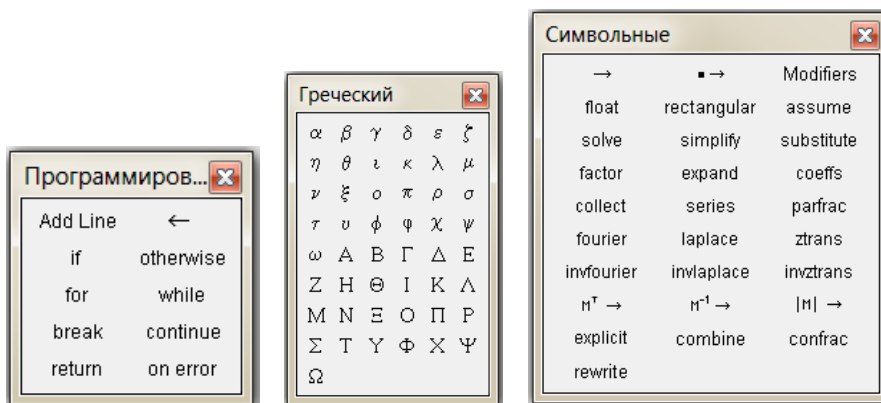 Программиров...
Add Line ←
if otherwise
for while
break continue
return on error
Греческий
α β γ δ ε ζ
η θ ι κ λ μ
ν ξ ο π ρ σ
τ υ ϕ φ χ ψ
ω Α Β Γ Δ Ε
Ζ Η Θ Ι Κ Λ
Μ Ν Ξ Ο Π Ρ
Σ Τ Υ Φ Χ Ψ
Ω
Символьные
→ ▪ → Modifiers
float rectangular assume
solve simplify substitute
factor expand coeffs
collect series parfrac
fourier laplace ztrans
invfourier invlaplace invztrans
Mᵀ → M⁻¹ → |M| →
explicit combine confrac
rewrite